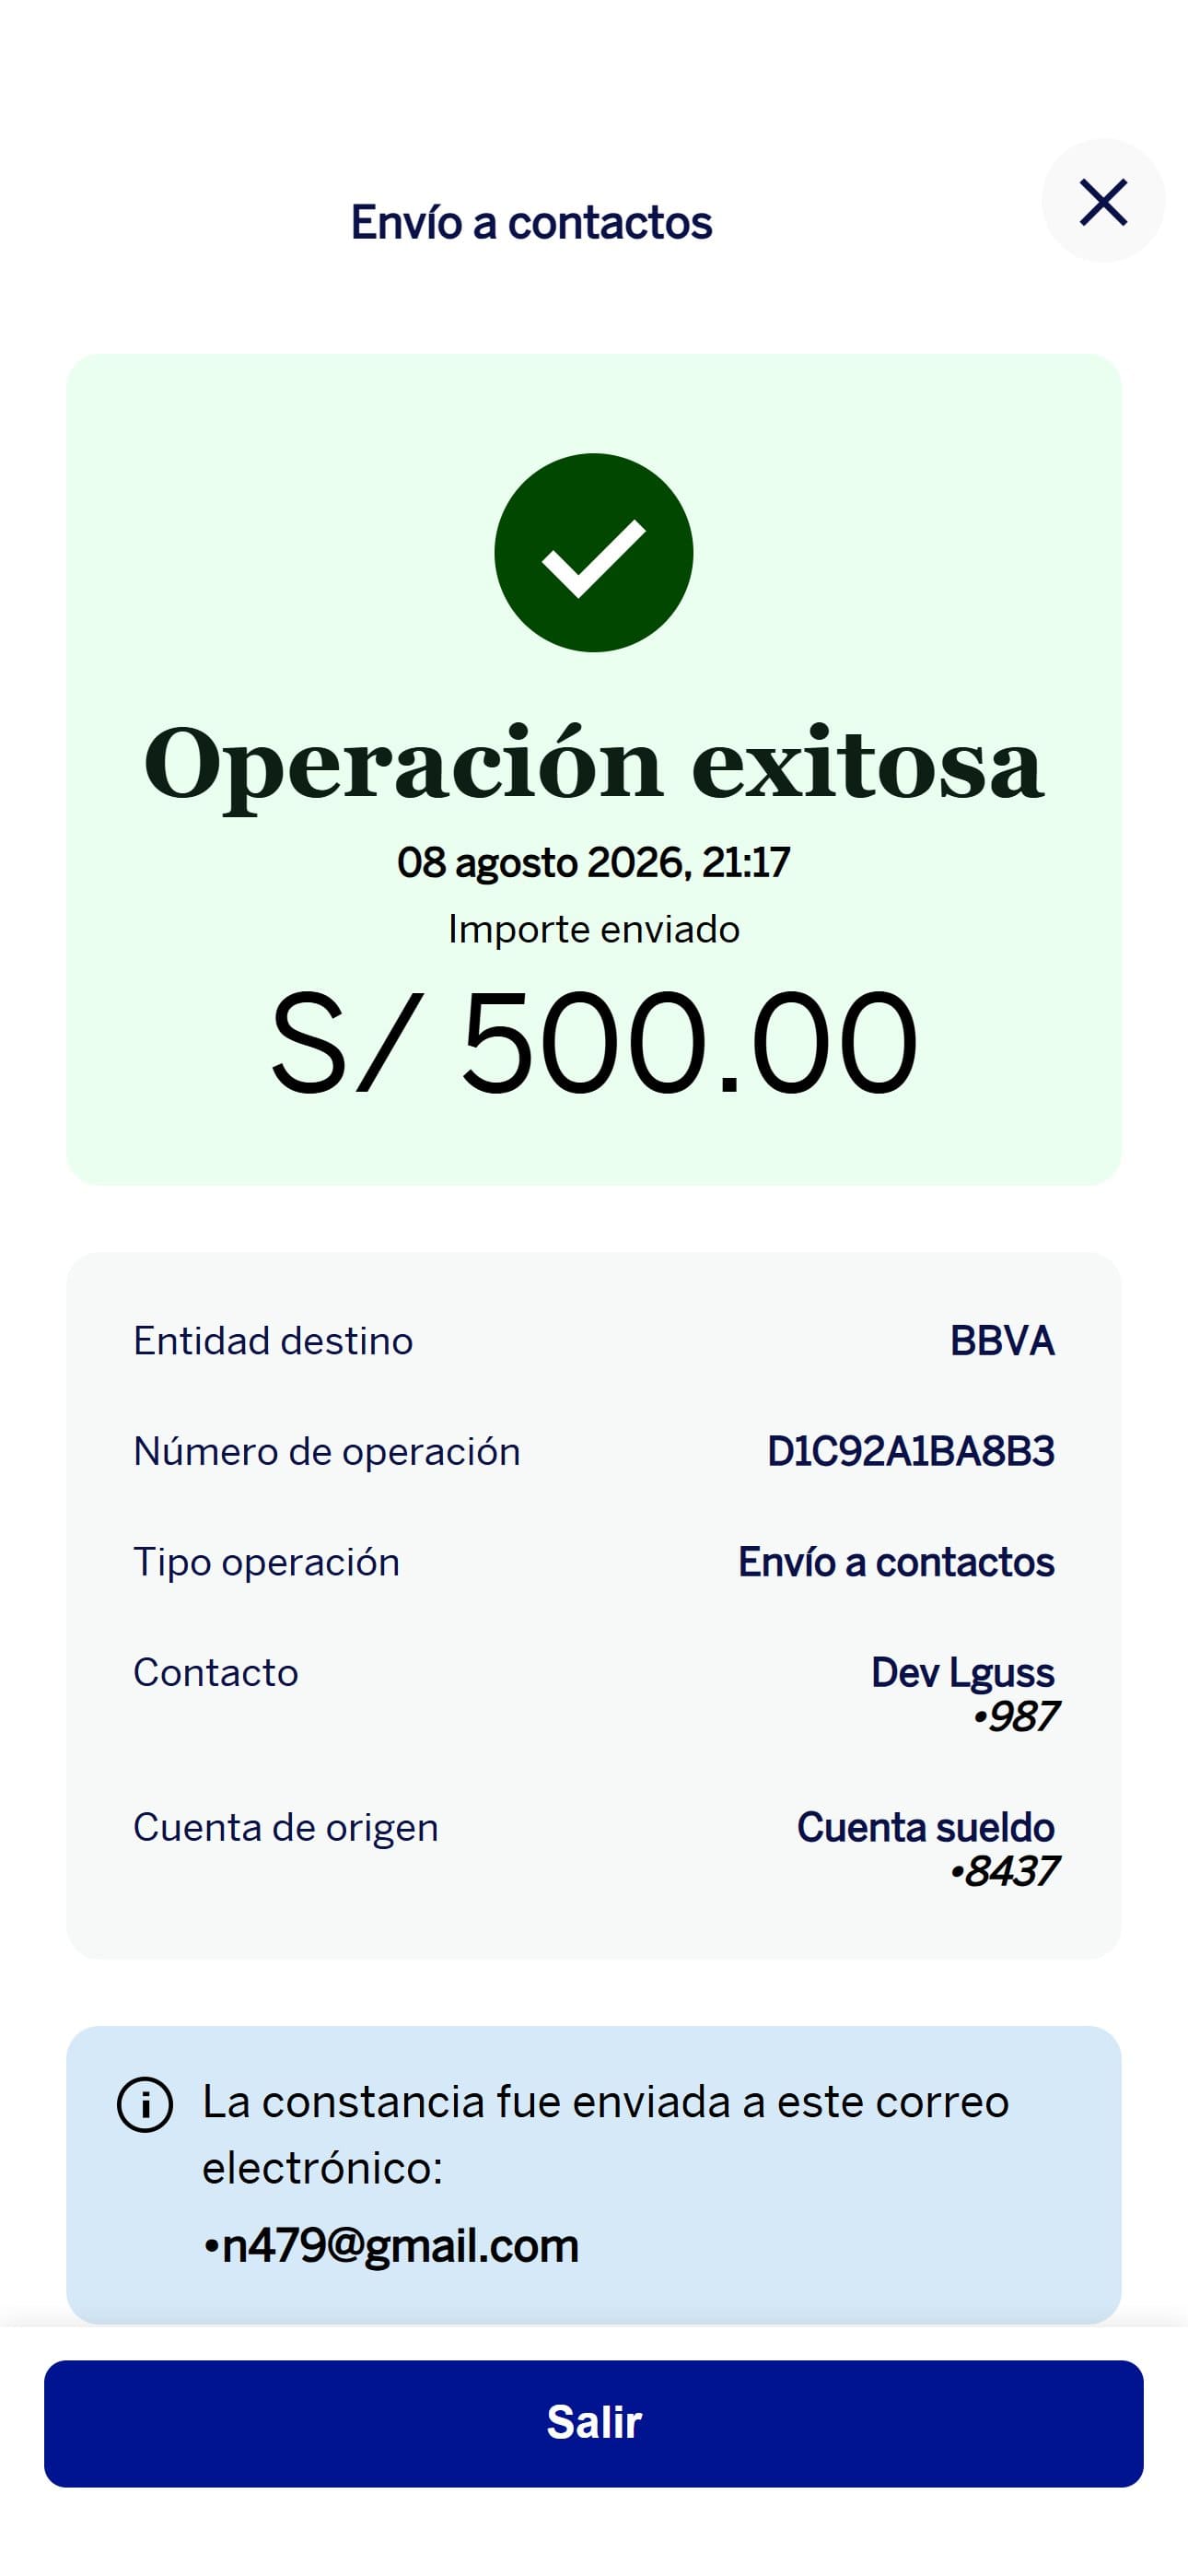 Envío a contactos
Operación exitosa
08 agosto 2026, 21:17
Importe enviado
S/ 500.00
Entidad destino BBVA
Número de operación D1C92A1BA8B3
Tipo operación Envío a contactos
Contacto Dev Lguss
•987
Cuenta de origen Cuenta sueldo
•8437
La constancia fue enviada a este correo
electrónico:
•n479@gmail.com
Salir